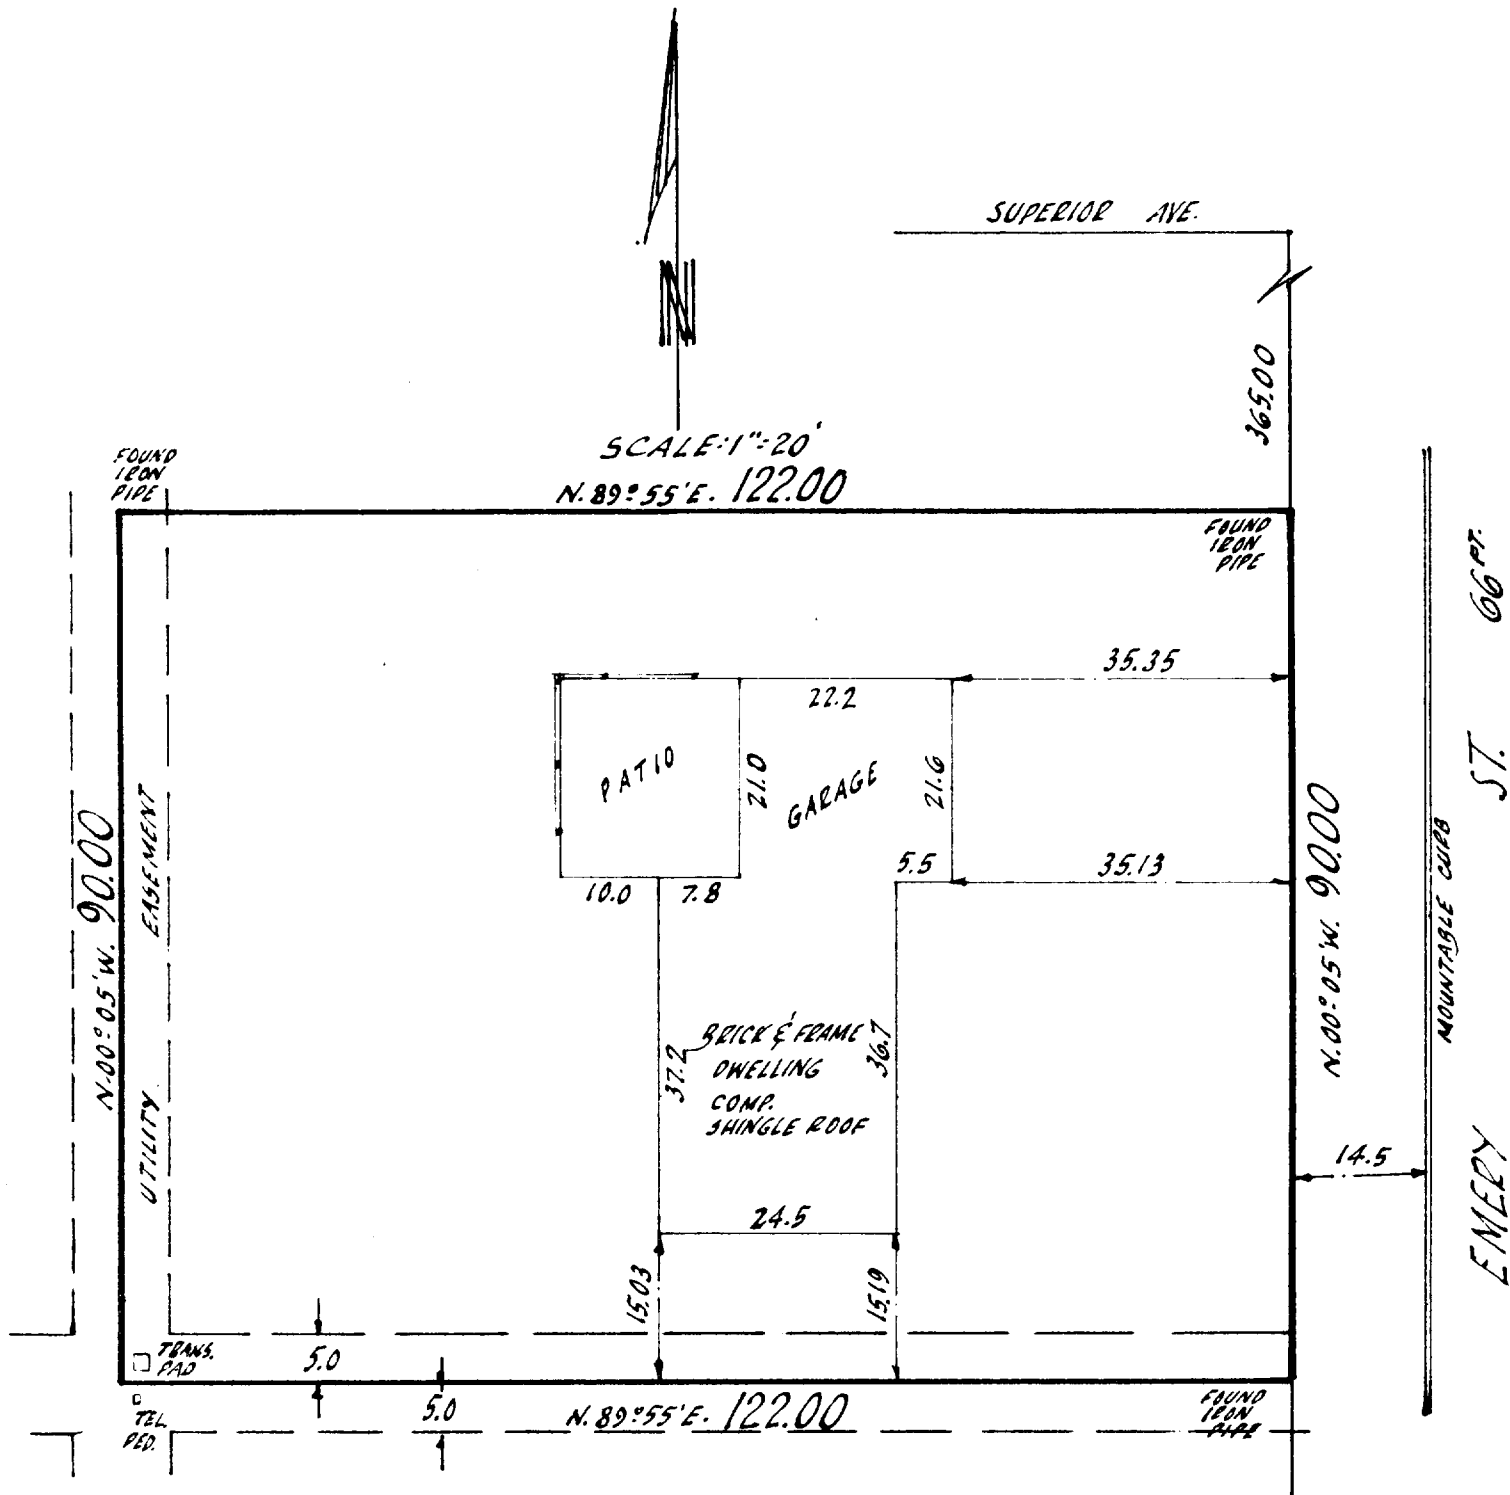 SUPERIOR AVE.
N
365.00
SCALE: 1"=20'
N. 89° 55' E. 122.00
FOUND
IRON
PIPE
FOUND
IRON
PIPE
66 FT.
35.35
22.2
PATIO
21.0
GARAGE
21.6
5.5
35.13
10.0
7.8
N. 00° 05' W. 90.00
UTILITY EASEMENT
N. 00° 05' W. 90.00
MOUNTABLE CURB
EMERY ST.
37.2
BRICK & FRAME
DWELLING
COMP.
SHINGLE ROOF
36.7
14.5
24.5
15.03
15.19
TRANS.
PAD
5.0
TEL.
PED.
5.0
N. 89° 55' E. 122.00
FOUND
IRON
PIPE